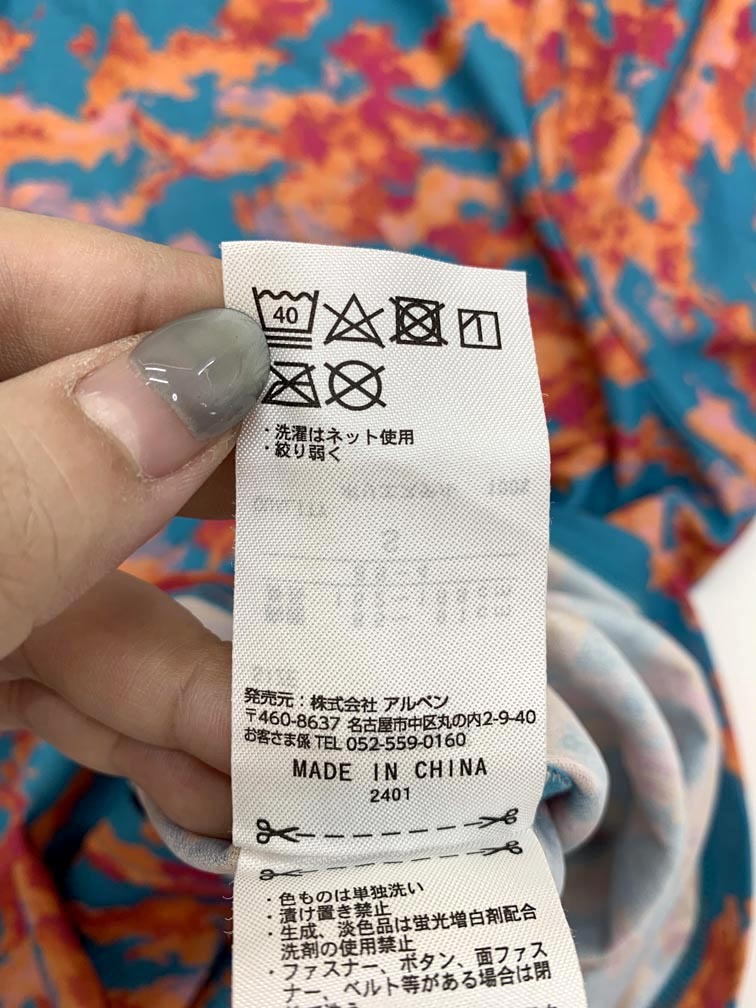 40
・洗濯はネット使用
・絞り弱く
発売元：株式会社 アルペン
〒460-8637 名古屋市中区丸の内2-9-40
お客さま係 TEL 052-559-0160
MADE IN CHINA
2401
・色ものは単独洗い
・漬け置き禁止
・生成、淡色品は蛍光増白剤配合
洗剤の使用禁止
・ファスナー、ボタン、面ファス
ナー、ベルト等がある場合は閉